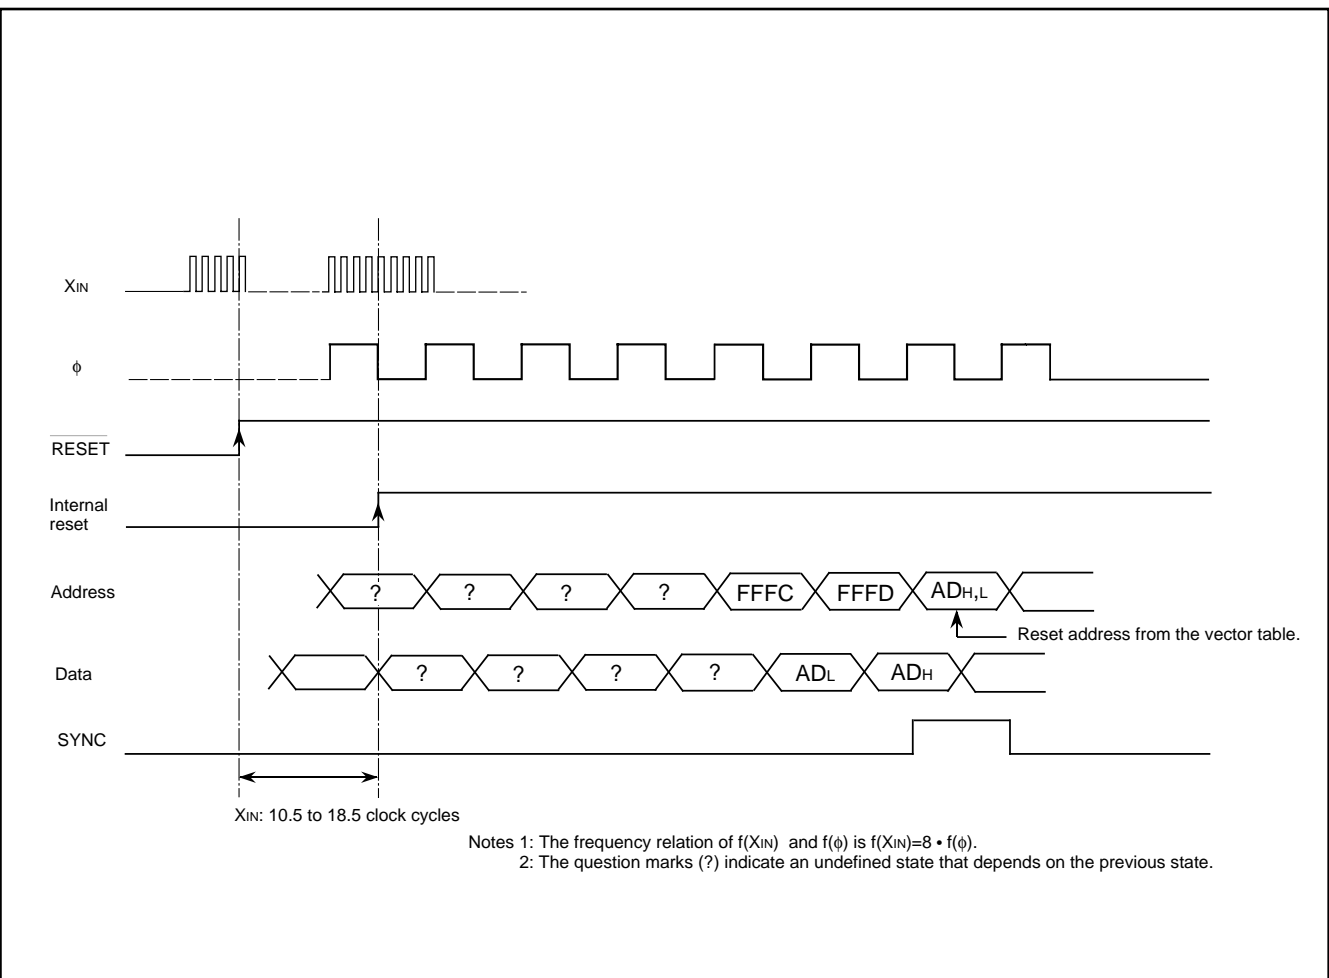 XIN
ϕ
RESET
Internal
reset
Address
? ? ? ? FFFC FFFD ADH,L
Reset address from the vector table.
Data
? ? ? ? ADL ADH
SYNC
XIN: 10.5 to 18.5 clock cycles
Notes 1: The frequency relation of f(XIN) and f(ϕ) is f(XIN)=8 • f(ϕ).
2: The question marks (?) indicate an undefined state that depends on the previous state.